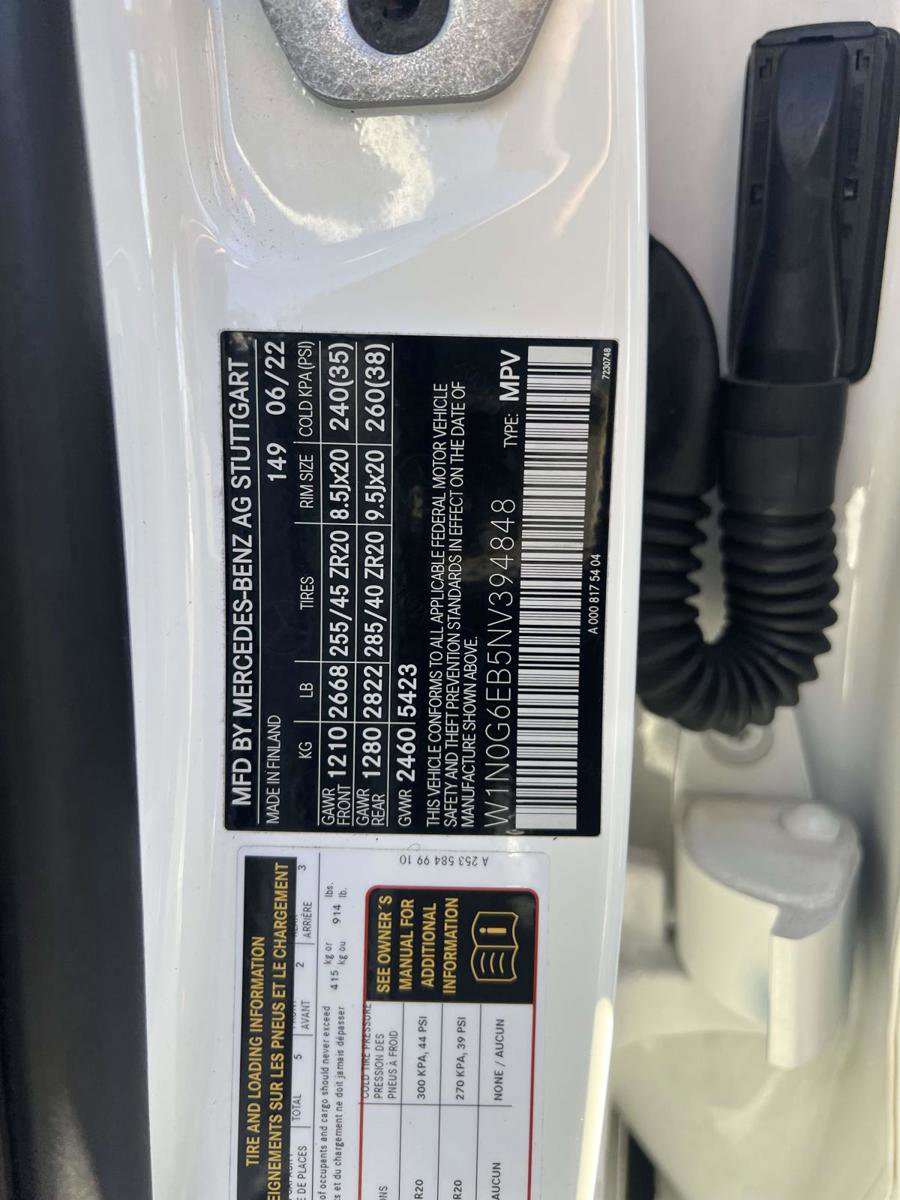 MFD BY MERCEDES-BENZ AG STUTTGART
MADE IN FINLAND 149 06/22
KG LB TIRES RIM SIZE COLD KPA (PSI)
GAWR FRONT 1210 2668 255/45 ZR20 8.5Jx20 240(35)
GAWR REAR 1280 2822 285/40 ZR20 9.5Jx20 260(38)
GVWR 2460 5423
THIS VEHICLE CONFORMS TO ALL APPLICABLE FEDERAL MOTOR VEHICLE
SAFETY AND THEFT PREVENTION STANDARDS IN EFFECT ON THE DATE OF
MANUFACTURE SHOWN ABOVE.
W1N0G6EB5NV394848 TYPE: MPV
A 000 817 54 04
7230748
A 253 584 99 10
TIRE AND LOADING INFORMATION
EIGNEMENTS SUR LES PNEUS ET LE CHARGEMENT
E DE PLACES TOTAL 5 AVANT 2 ARRIÈRE 3
of occupants and cargo should never exceed 415 kg or 914 lbs.
s et du chargement ne doit jamais dépasser kg ou lb.
COLD TIRE PRESSURE
NS PRESSION DES
PNEUS À FROID
R20 300 KPA, 44 PSI
R20 270 KPA, 39 PSI
AUCUN NONE / AUCUN
SEE OWNER'S
MANUAL FOR
ADDITIONAL
INFORMATION